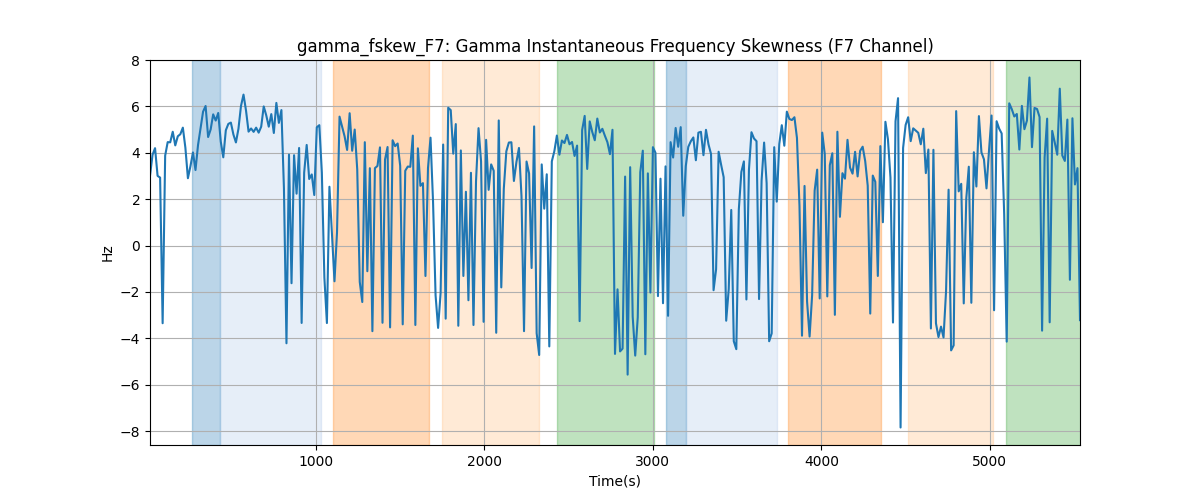 gamma_fskew_F7: Gamma Instantaneous Frequency Skewness (F7 Channel)
8
6
4
2
0
−2
−4
−6
−8
Hz
1000 2000 3000 4000 5000
Time(s)